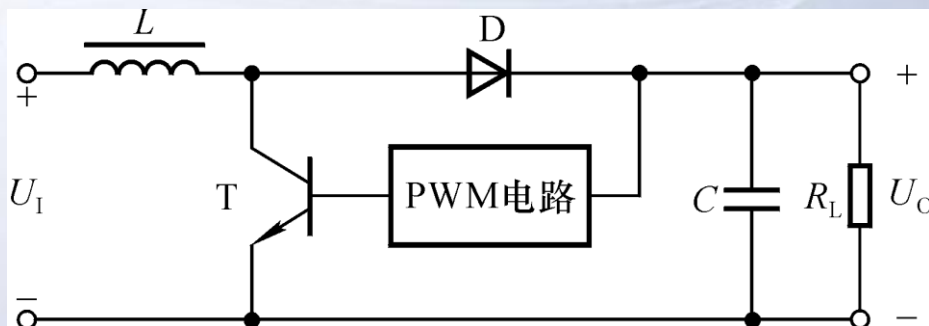 L D
+ +
U_I T PWM电路 C R_L U_O
− −